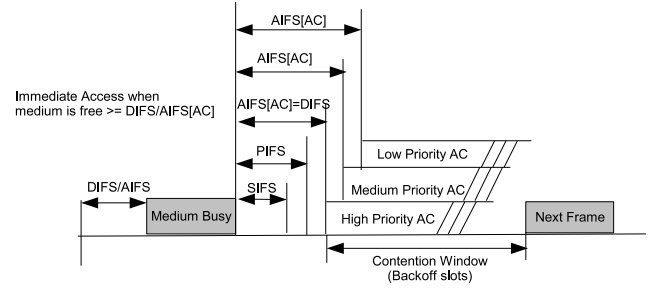 AIFS[AC]
AIFS[AC]
Immediate Access when
medium is free >= DIFS/AIFS[AC]
AIFS[AC]=DIFS
PIFS
Low Priority AC
DIFS/AIFS
SIFS
Medium Priority AC
Medium Busy
High Priority AC
Next Frame
Contention Window
(Backoff slots)